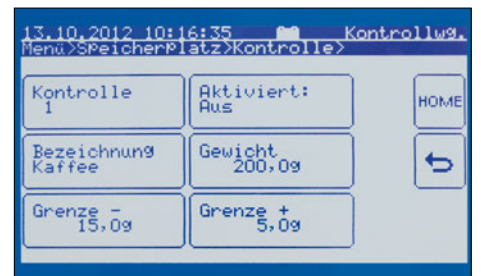 13.10.2012 10:16:35 Kontrollwg.
Menü>Speicherplatz>Kontrolle>
Kontrolle
1
Aktiviert:
Aus
HOME
Bezeichnung
Kaffee
Gewicht
200,0g
Grenze -
15,0g
Grenze +
5,0g